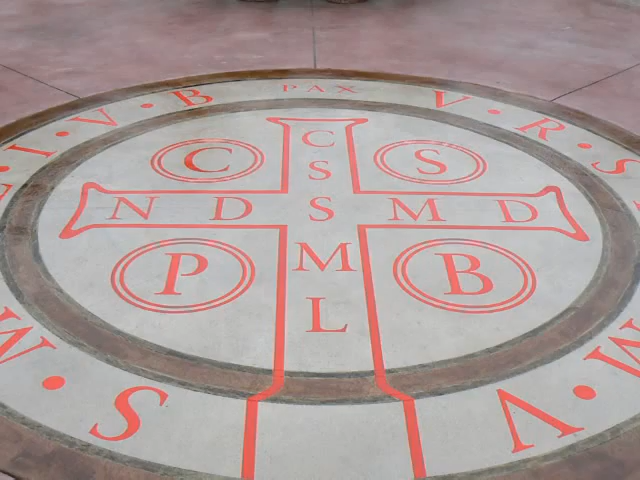 PAX
V · R · S ·
M · V
S · M
· I · V · B ·
C
S
C
S
N D S M D
M
L
P
B